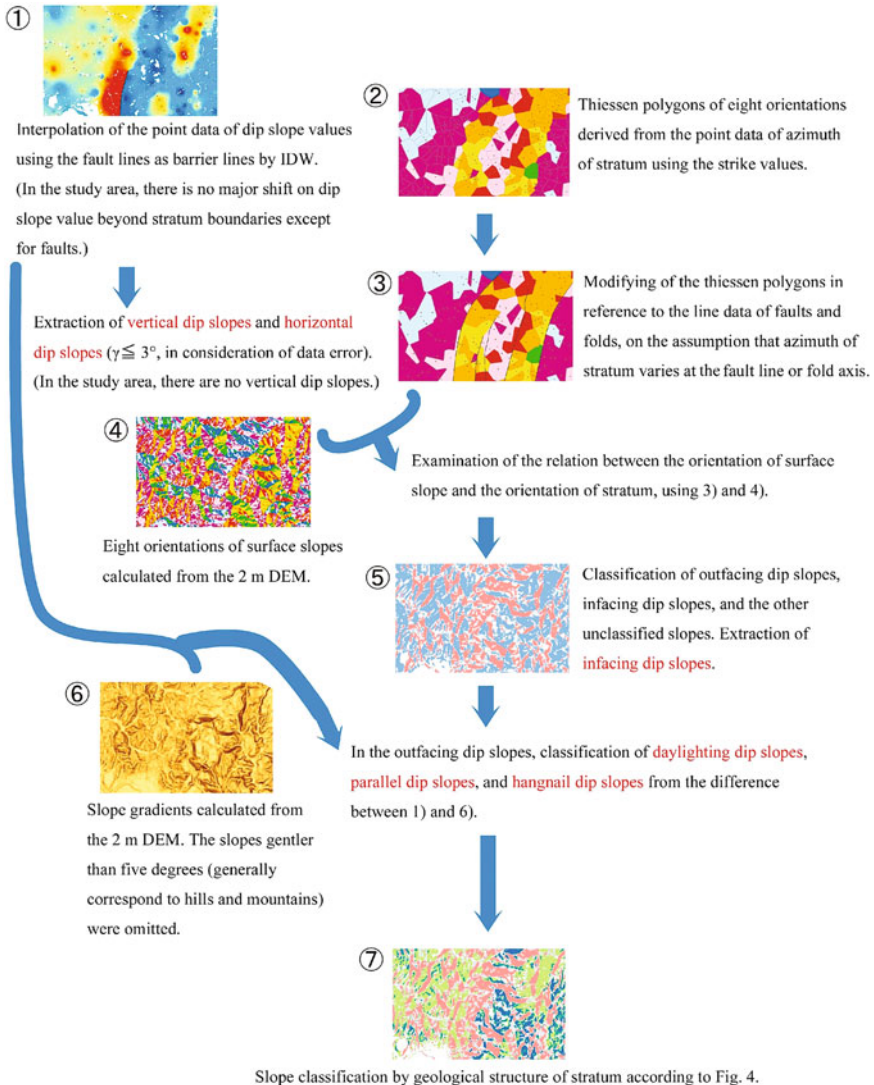 ①
Interpolation of the point data of dip slope values
using the fault lines as barrier lines by IDW.
(In the study area, there is no major shift on dip
slope value beyond stratum boundaries except
for faults.)
②
Thiessen polygons of eight orientations
derived from the point data of azimuth
of stratum using the strike values.
Extraction of vertical dip slopes and horizontal
dip slopes (γ≦ 3°, in consideration of data error).
(In the study area, there are no vertical dip slopes.)
③
Modifying of the thiessen polygons in
reference to the line data of faults and
folds, on the assumption that azimuth of
stratum varies at the fault line or fold axis.
④
Eight orientations of surface slopes
calculated from the 2 m DEM.
Examination of the relation between the orientation of surface
slope and the orientation of stratum, using 3) and 4).
⑤
Classification of outfacing dip slopes,
infacing dip slopes, and the other
unclassified slopes. Extraction of
infacing dip slopes.
⑥
Slope gradients calculated from
the 2 m DEM. The slopes gentler
than five degrees (generally
correspond to hills and mountains)
were omitted.
In the outfacing dip slopes, classification of daylighting dip slopes,
parallel dip slopes, and hangnail dip slopes from the difference
between 1) and 6).
⑦
Slope classification by geological structure of stratum according to Fig. 4.